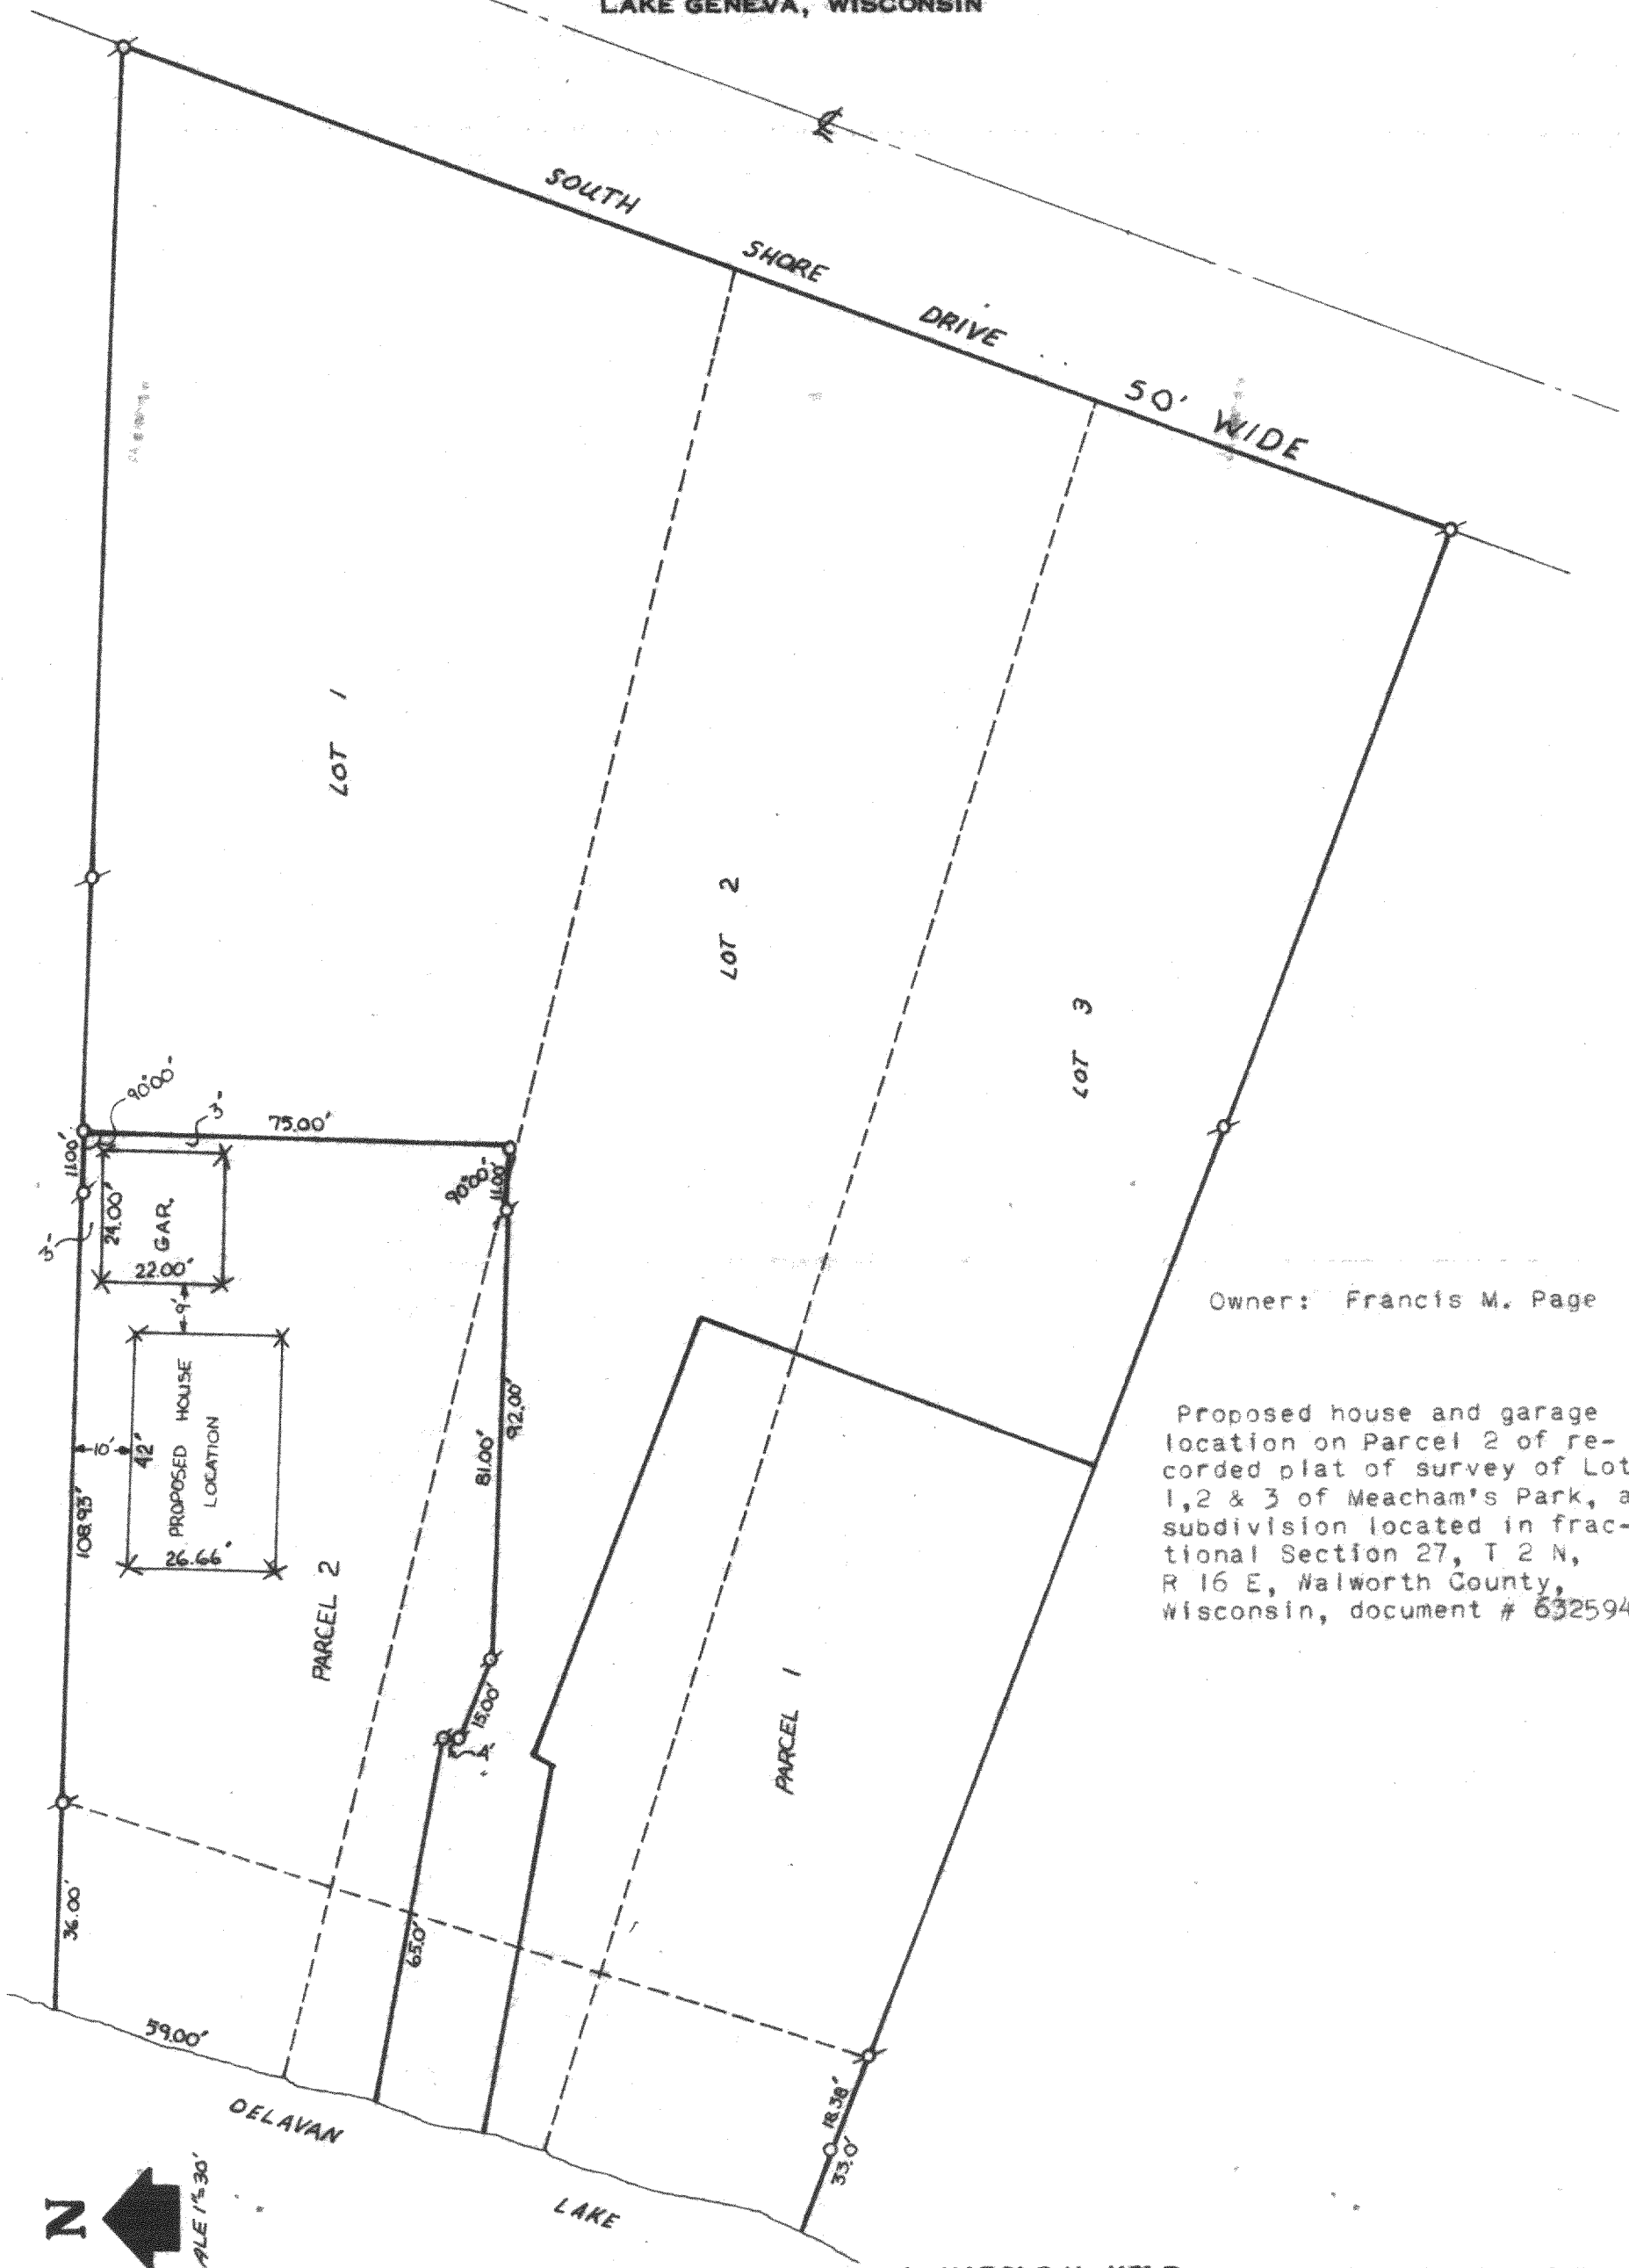 LAKE GENEVA, WISCONSIN
SOUTH SHORE DRIVE 50' WIDE
LOT 1
LOT 2
LOT 3
90°00-
3-
75.00'
11.00'
90°00-
11.00'
3-
24.00'
GAR.
22.00'
9'
10'
42'
PROPOSED HOUSE
LOCATION
26.66'
108.93'
81.00'
92.00'
PARCEL 2
15.00'
4'
PARCEL 1
36.00'
65.0'
59.00'
18.38'
33.0'
DELAVAN LAKE
Owner: Francis M. Page
Proposed house and garage
location on Parcel 2 of re-
corded plat of survey of Lot
1,2 & 3 of Meacham's Park, a
subdivision located in frac-
tional Section 27, T 2 N,
R 16 E, Walworth County,
Wisconsin, document # 632594
N
ALE 1"=30'